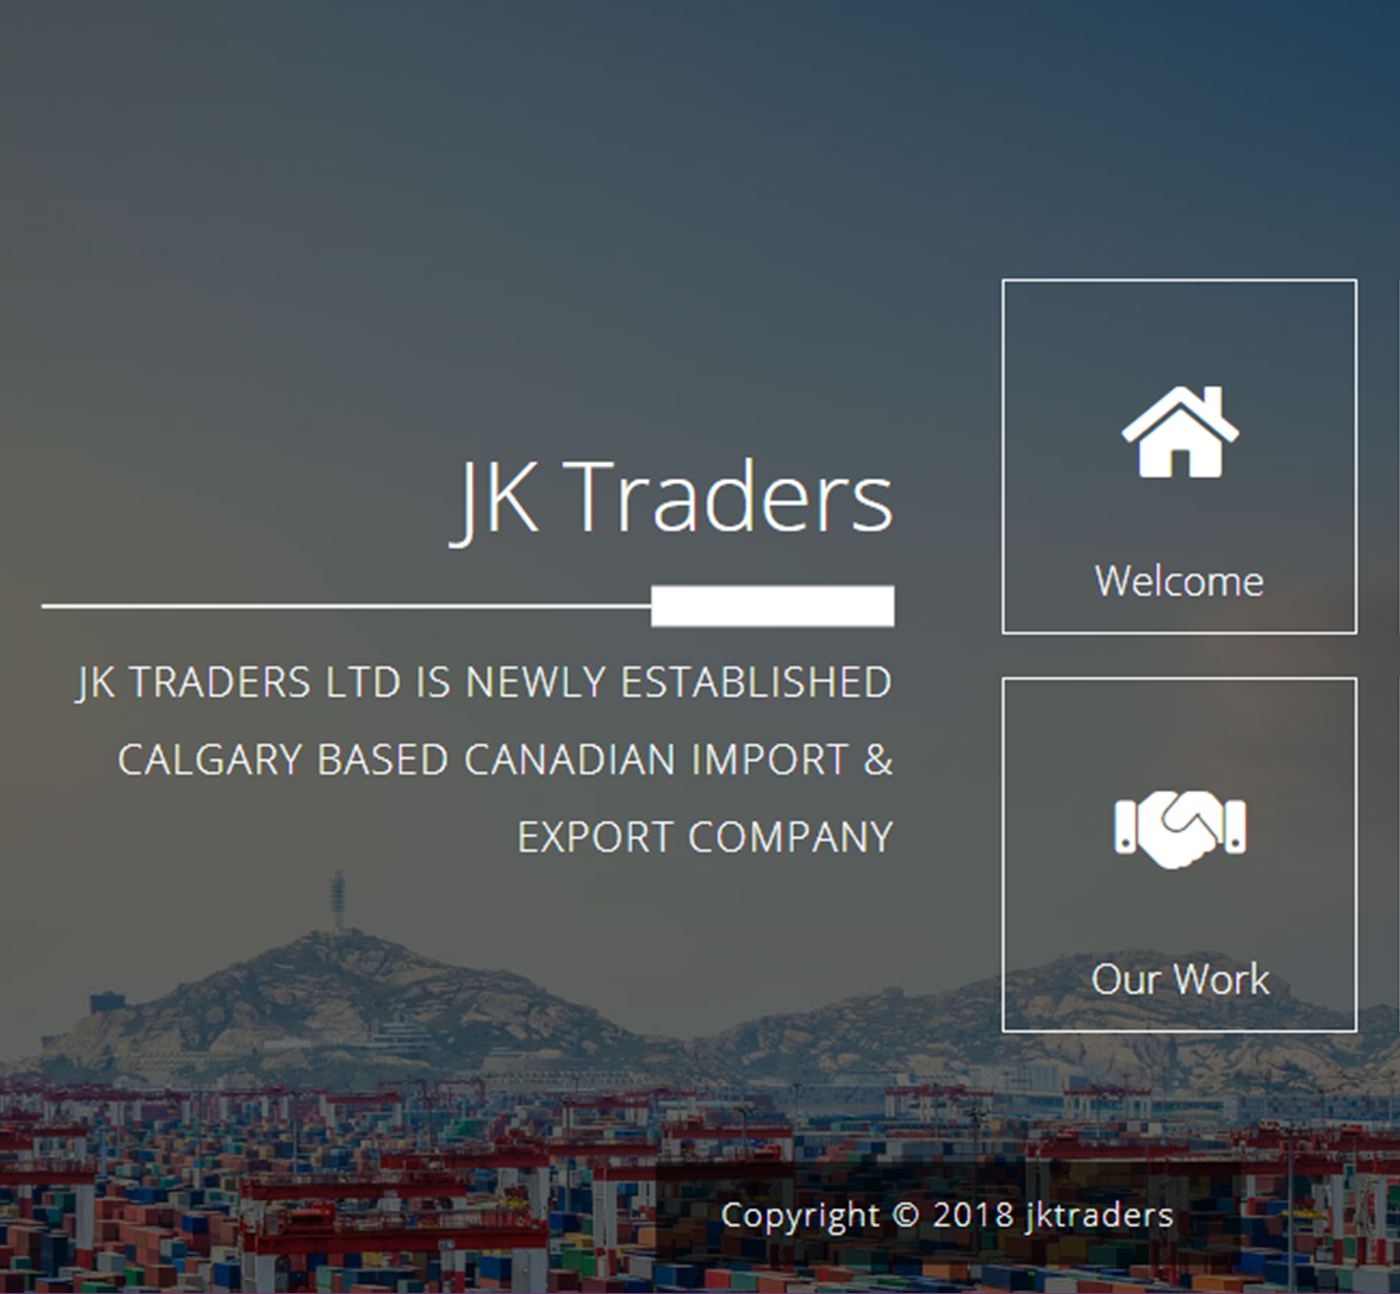 JK Traders
JK TRADERS LTD IS NEWLY ESTABLISHED
CALGARY BASED CANADIAN IMPORT &
EXPORT COMPANY
Welcome
Our Work
Copyright © 2018 jktraders